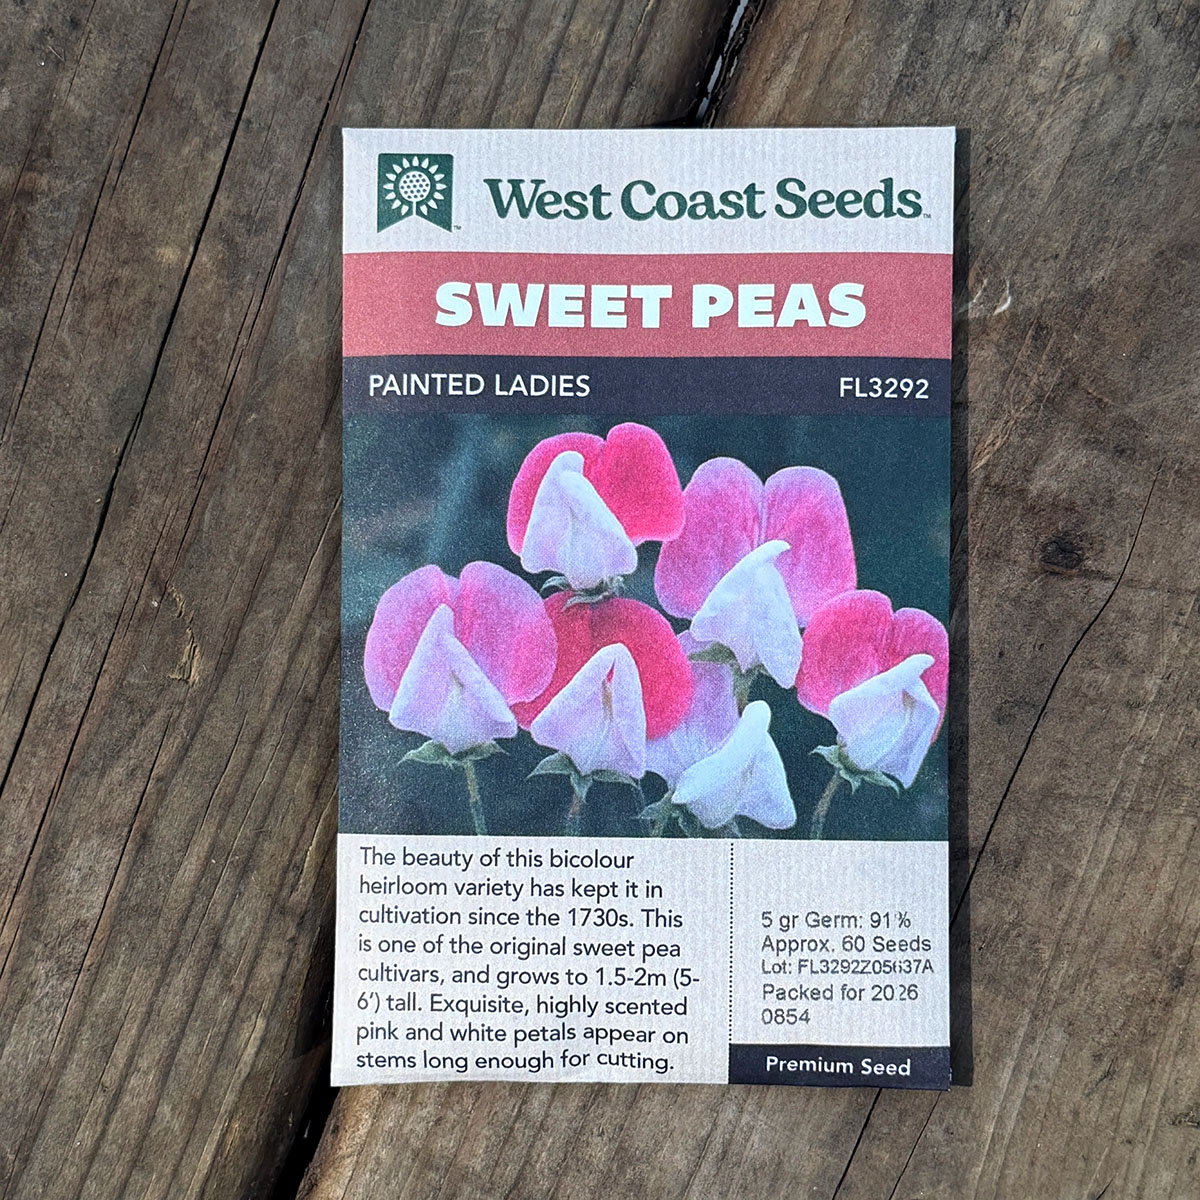 West Coast Seeds™
SWEET PEAS
PAINTED LADIES
FL3292
The beauty of this bicolour
heirloom variety has kept it in
cultivation since the 1730s. This
is one of the original sweet pea
cultivars, and grows to 1.5-2m (5-
6') tall. Exquisite, highly scented
pink and white petals appear on
stems long enough for cutting.
5 gr Germ: 91 %
Approx. 60 Seeds
Lot: FL3292Z05637A
Packed for 2026
0854
Premium Seed